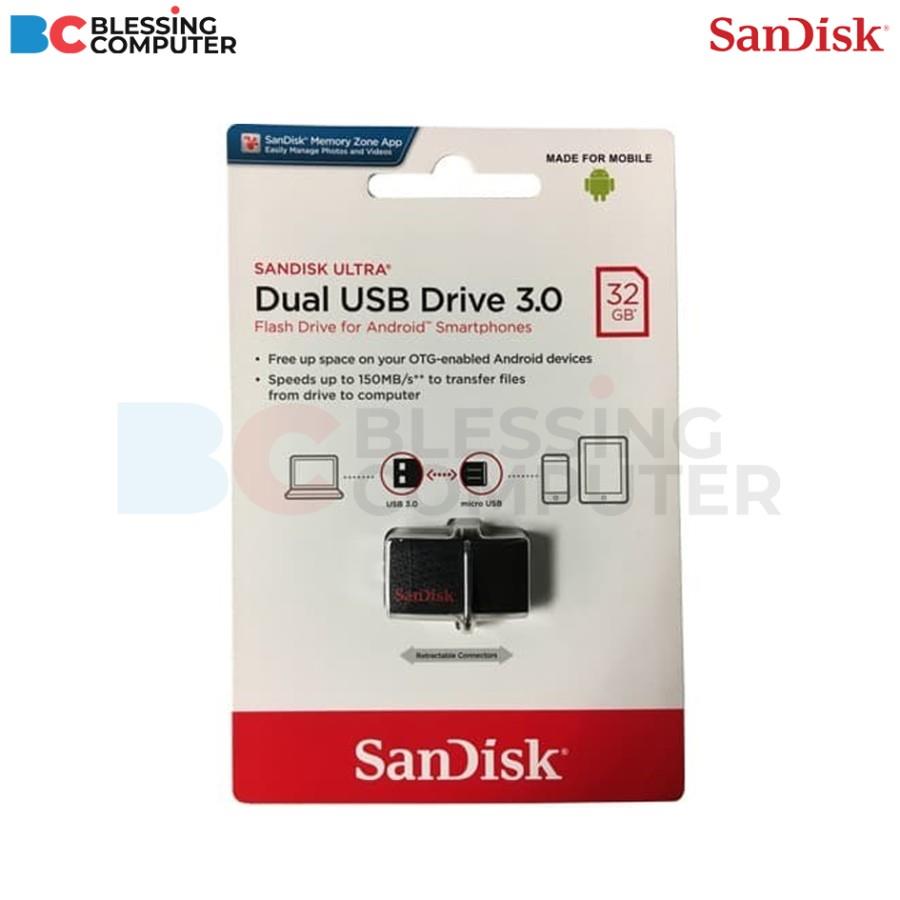 BC BLESSING
COMPUTER
SanDisk®
SanDisk® Memory Zone App
Easily Manage Photos and Videos
MADE FOR MOBILE
SANDISK ULTRA®
Dual USB Drive 3.0
Flash Drive for Android™ Smartphones
32
GB*
• Free up space on your OTG-enabled Android devices
• Speeds up to 150MB/s** to transfer files
from drive to computer
BC BLESSING
COMPUTER
USB 3.0
micro USB
SanDisk
Retractable Connectors
SanDisk®